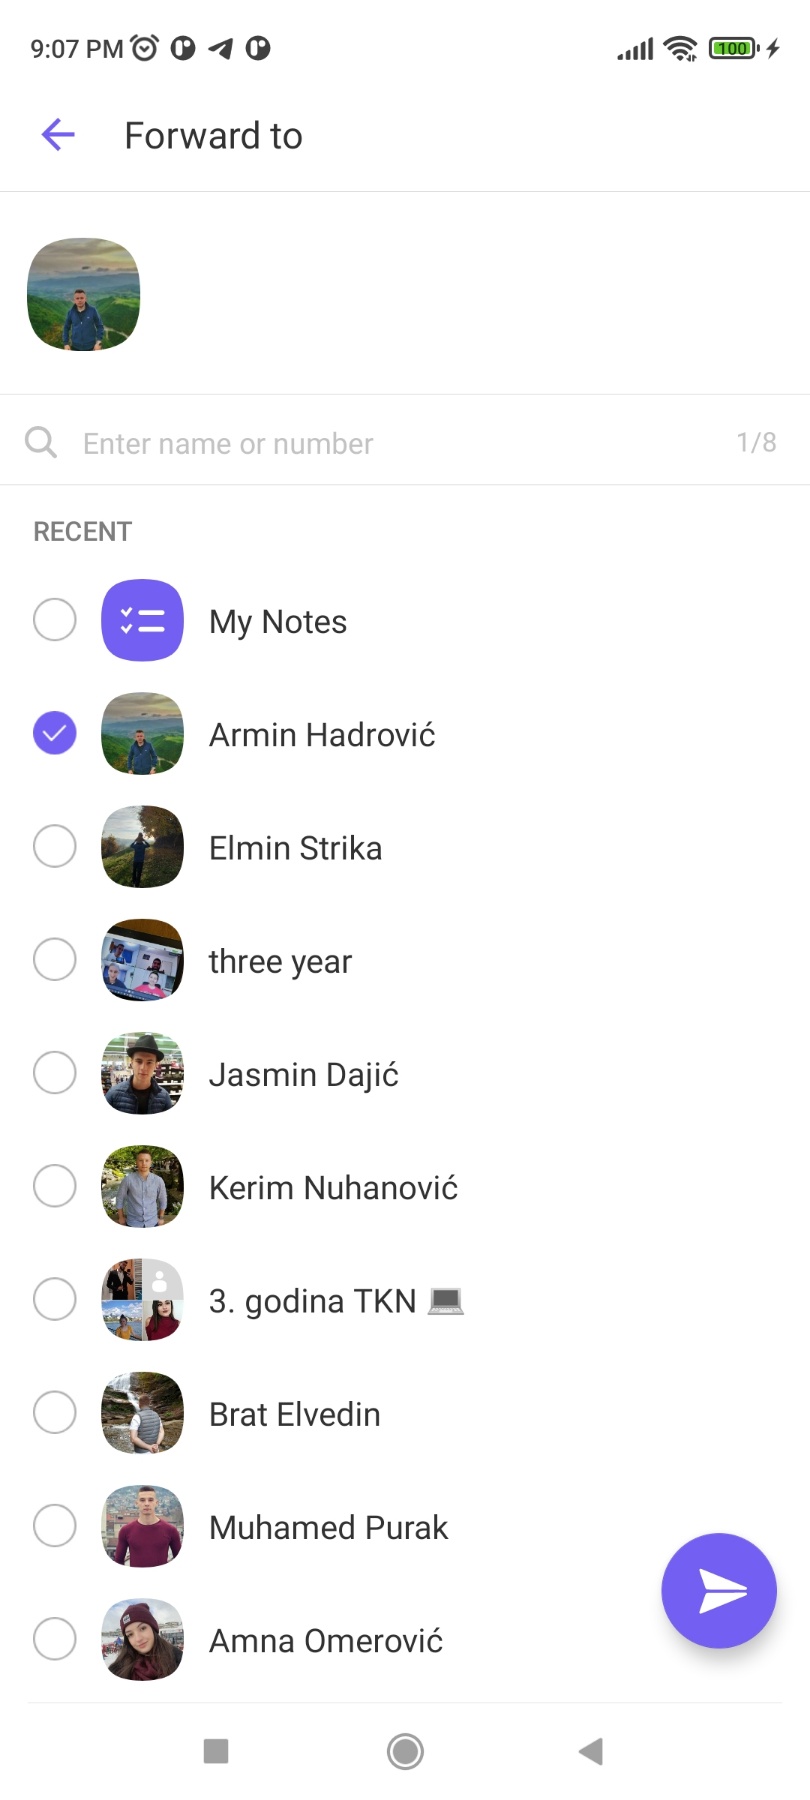 9:07 PM
100
Forward to
Enter name or number
1/8
RECENT
My Notes
Armin Hadrović
Elmin Strika
three year
Jasmin Dajić
Kerim Nuhanović
3. godina TKN 💻
Brat Elvedin
Muhamed Purak
Amna Omerović